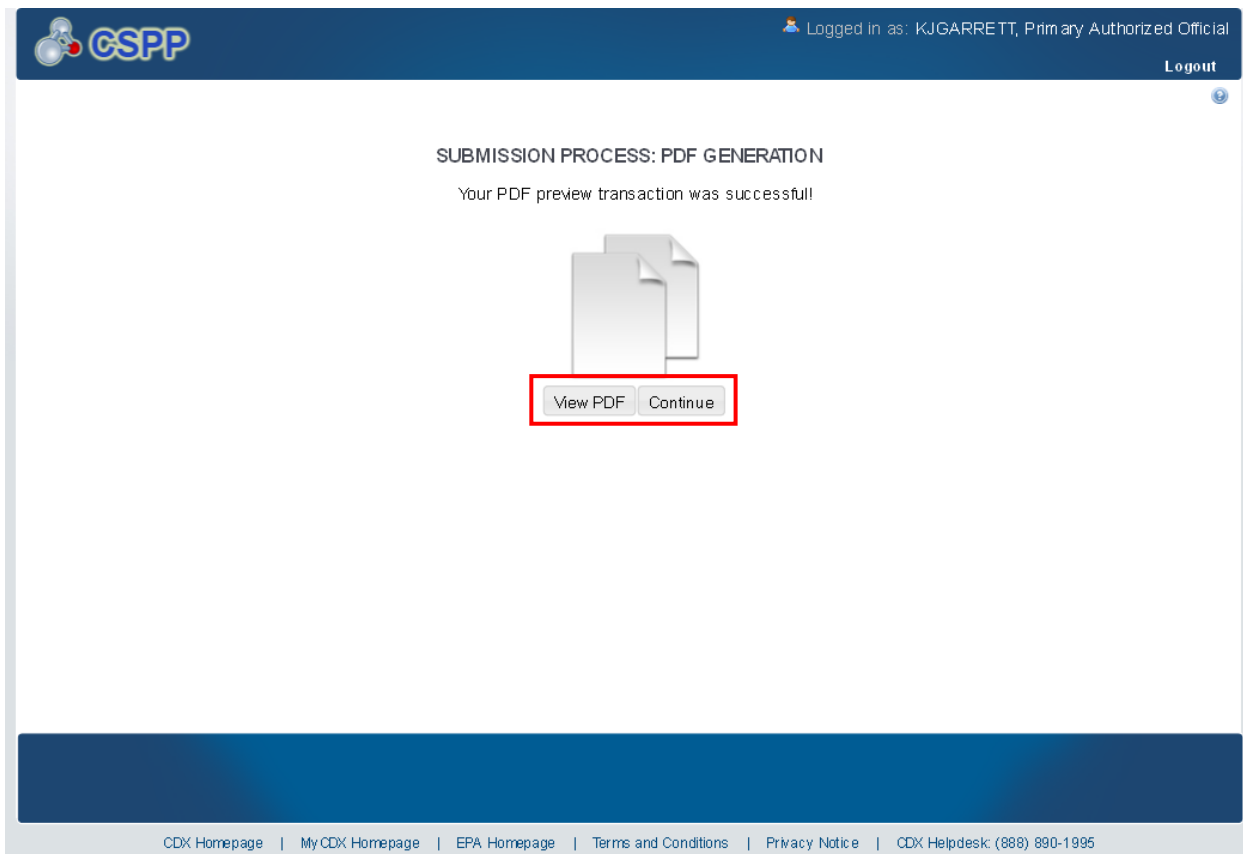 CSPP
Logged in as: KJGARRETT, Primary Authorized Official
Logout
SUBMISSION PROCESS: PDF GENERATION
Your PDF preview transaction was successful!
View PDF Continue
CDX Homepage | MyCDX Homepage | EPA Homepage | Terms and Conditions | Privacy Notice | CDX Helpdesk: (888) 890-1995